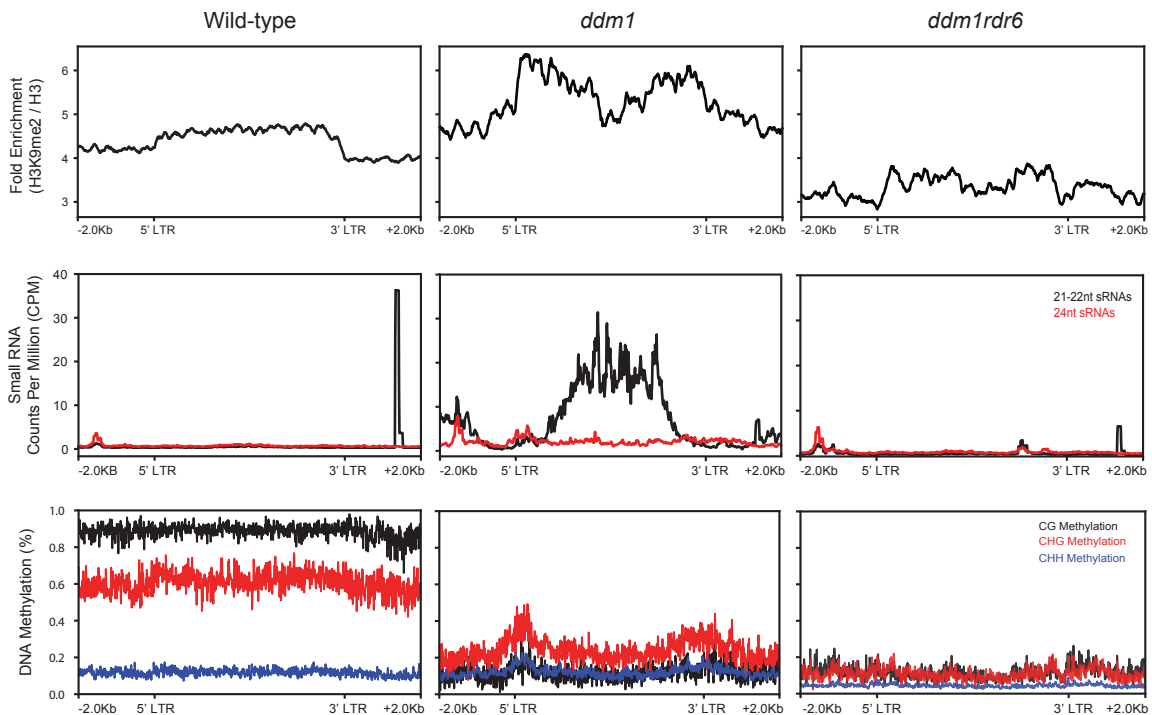 Wild-type
ddm1
ddm1rdr6
Fold Enrichment
(H3K9me2 / H3)
6
5
4
3
-2.0Kb 5' LTR 3' LTR +2.0Kb
-2.0Kb 5' LTR 3' LTR +2.0Kb
-2.0Kb 5' LTR 3' LTR +2.0Kb
Small RNA
Counts Per Million (CPM)
40
30
20
10
0
21-22nt sRNAs
24nt sRNAs
-2.0KB 5' LTR 3' LTR +2.0Kb
-2.0Kb 5' LTR 3' LTR +2.0Kb
-2.0Kb 5' LTR 3' LTR +2.0Kb
DNA Methylation (%)
1.0
0.8
0.6
0.4
0.2
0.0
CG Methylation
CHG Methylation
CHH Methylation
-2.0Kb 5' LTR 3' LTR +2.0Kb
-2.0Kb 5' LTR 3' LTR +2.0Kb
-2.0Kb 5' LTR 3' LTR +2.0Kb